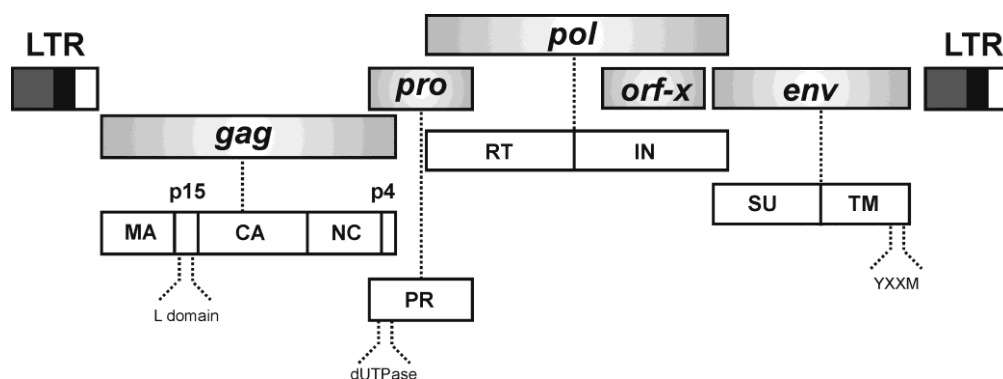 LTR
pol
LTR
pro
orf-x
env
gag
RT
IN
p15
p4
SU
TM
MA
CA
NC
YXXM
PR
L domain
dUTPase